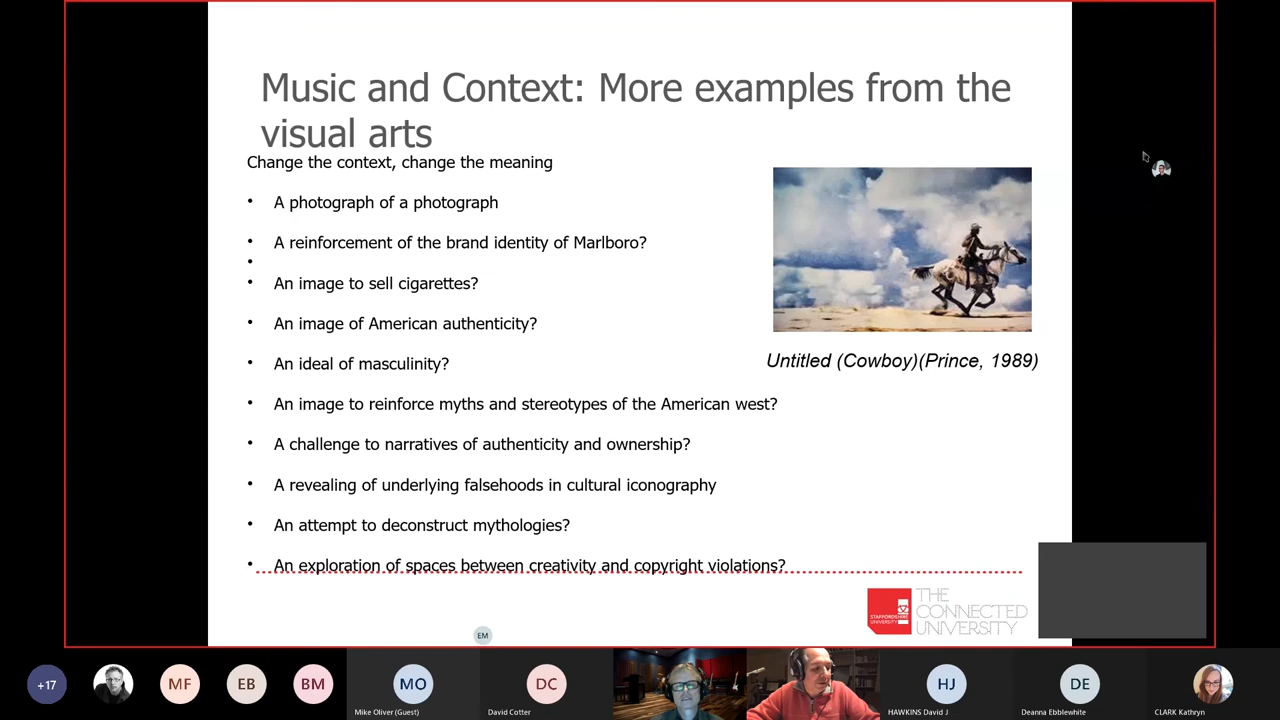 Music and Context: More examples from the
visual arts
Change the context, change the meaning
• A photograph of a photograph
• A reinforcement of the brand identity of Marlboro?
•
• An image to sell cigarettes?
• An image of American authenticity?
• An ideal of masculinity?
• An image to reinforce myths and stereotypes of the American west?
• A challenge to narratives of authenticity and ownership?
• A revealing of underlying falsehoods in cultural iconography
• An attempt to deconstruct mythologies?
• An exploration of spaces between creativity and copyright violations?
Untitled (Cowboy)(Prince, 1989)
STAFFORDSHIRE
UNIVERSITY
THE
CONNECTED
UNIVERSITY
EM
+17
MF
EB
BM
MO
Mike Oliver (Guest)
DC
David Cotter
HJ
HAWKINS David J
DE
Deanna Ebblewhite
CLARK Kathryn